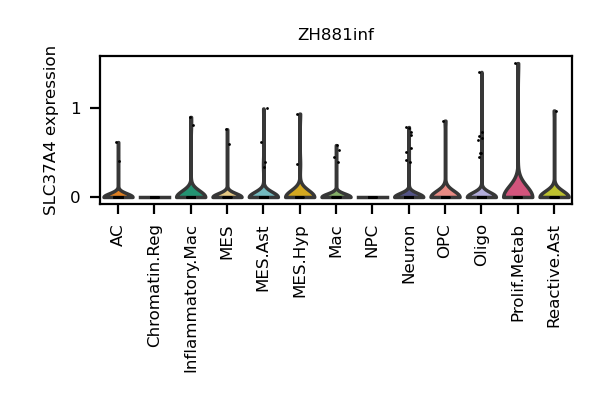 ZH881inf
SLC37A4 expression
1
0
AC
Chromatin.Reg
Inflammatory.Mac
MES
MES.Ast
MES.Hyp
Mac
NPC
Neuron
OPC
Oligo
Prolif.Metab
Reactive.Ast